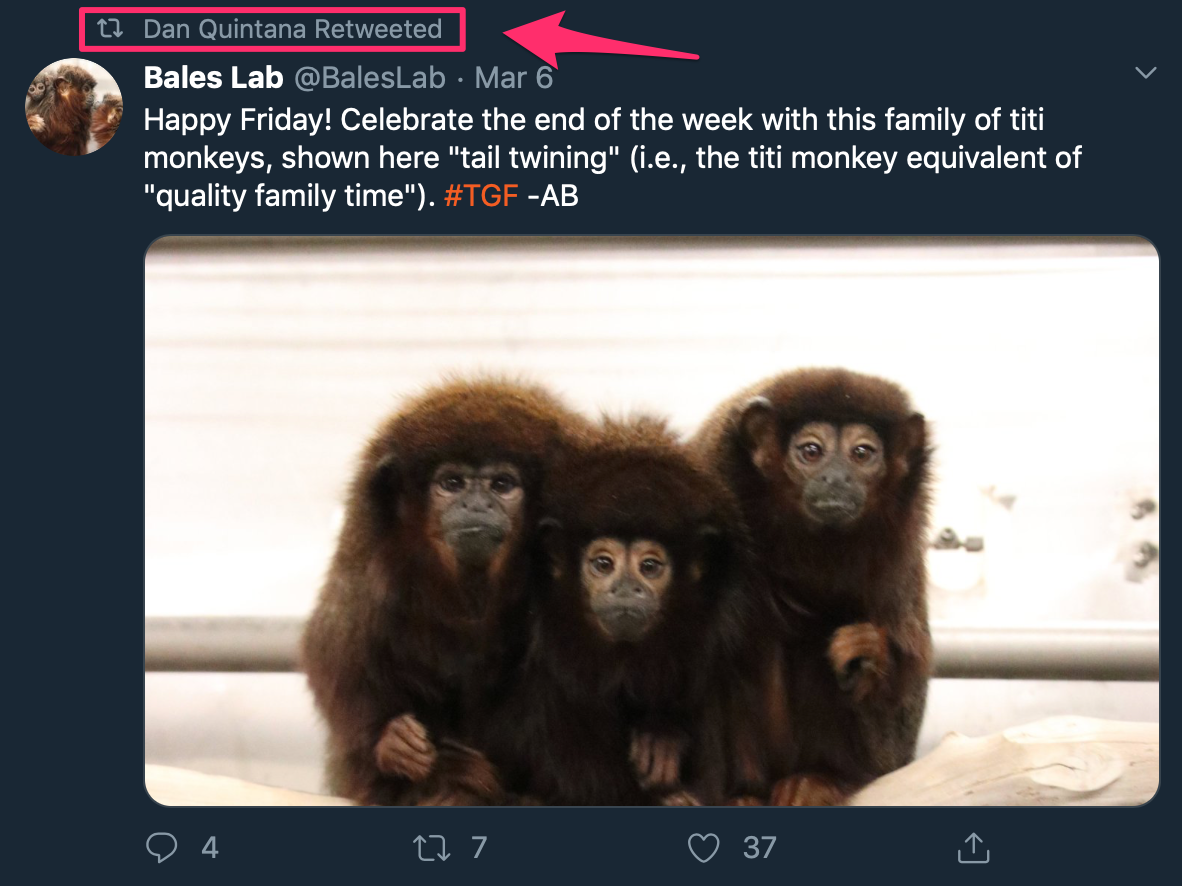 Dan Quintana Retweeted
Bales Lab @BalesLab · Mar 6
Happy Friday! Celebrate the end of the week with this family of titi
monkeys, shown here "tail twining" (i.e., the titi monkey equivalent of
"quality family time"). #TGF -AB
4 7 37